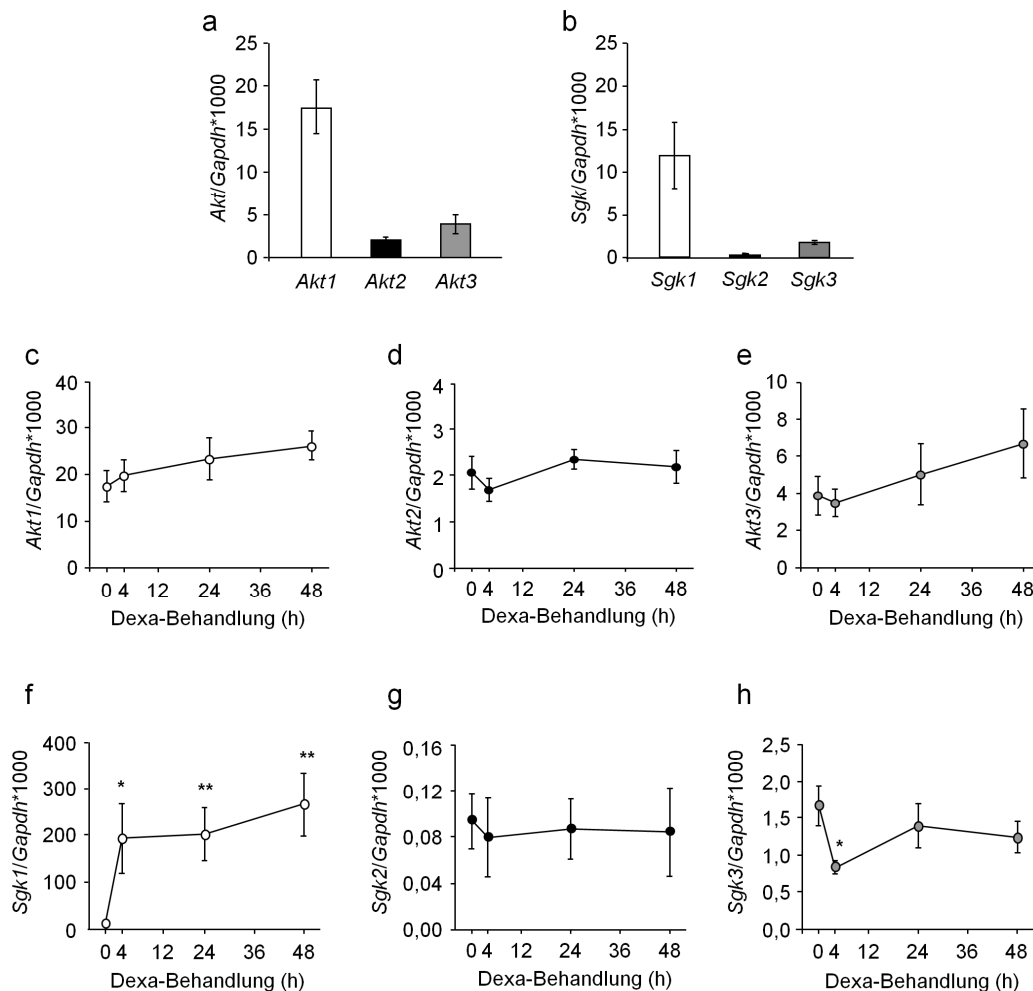 a
25
20
15
10
5
0
Akt/Gapdh*1000
Akt1 Akt2 Akt3
b
25
20
15
10
5
0
Sgk/Gapdh*1000
Sgk1 Sgk2 Sgk3
c
40
30
20
10
0
Akt1/Gapdh*1000
0 4 12 24 36 48
Dexa-Behandlung (h)
d
4
3
2
1
0
Akt2/Gapdh*1000
0 4 12 24 36 48
Dexa-Behandlung (h)
e
10
8
6
4
2
0
Akt3/Gapdh*1000
0 4 12 24 36 48
Dexa-Behandlung (h)
f
400
300
200
100
0
Sgk1/Gapdh*1000
* ** **
0 4 12 24 36 48
Dexa-Behandlung (h)
g
0,16
0,12
0,08
0,04
0,00
Sgk2/Gapdh*1000
0 4 12 24 36 48
Dexa-Behandlung (h)
h
2,5
2,0
1,5
1,0
0,5
0,0
Sgk3/Gapdh*1000
*
0 4 12 24 36 48
Dexa-Behandlung (h)